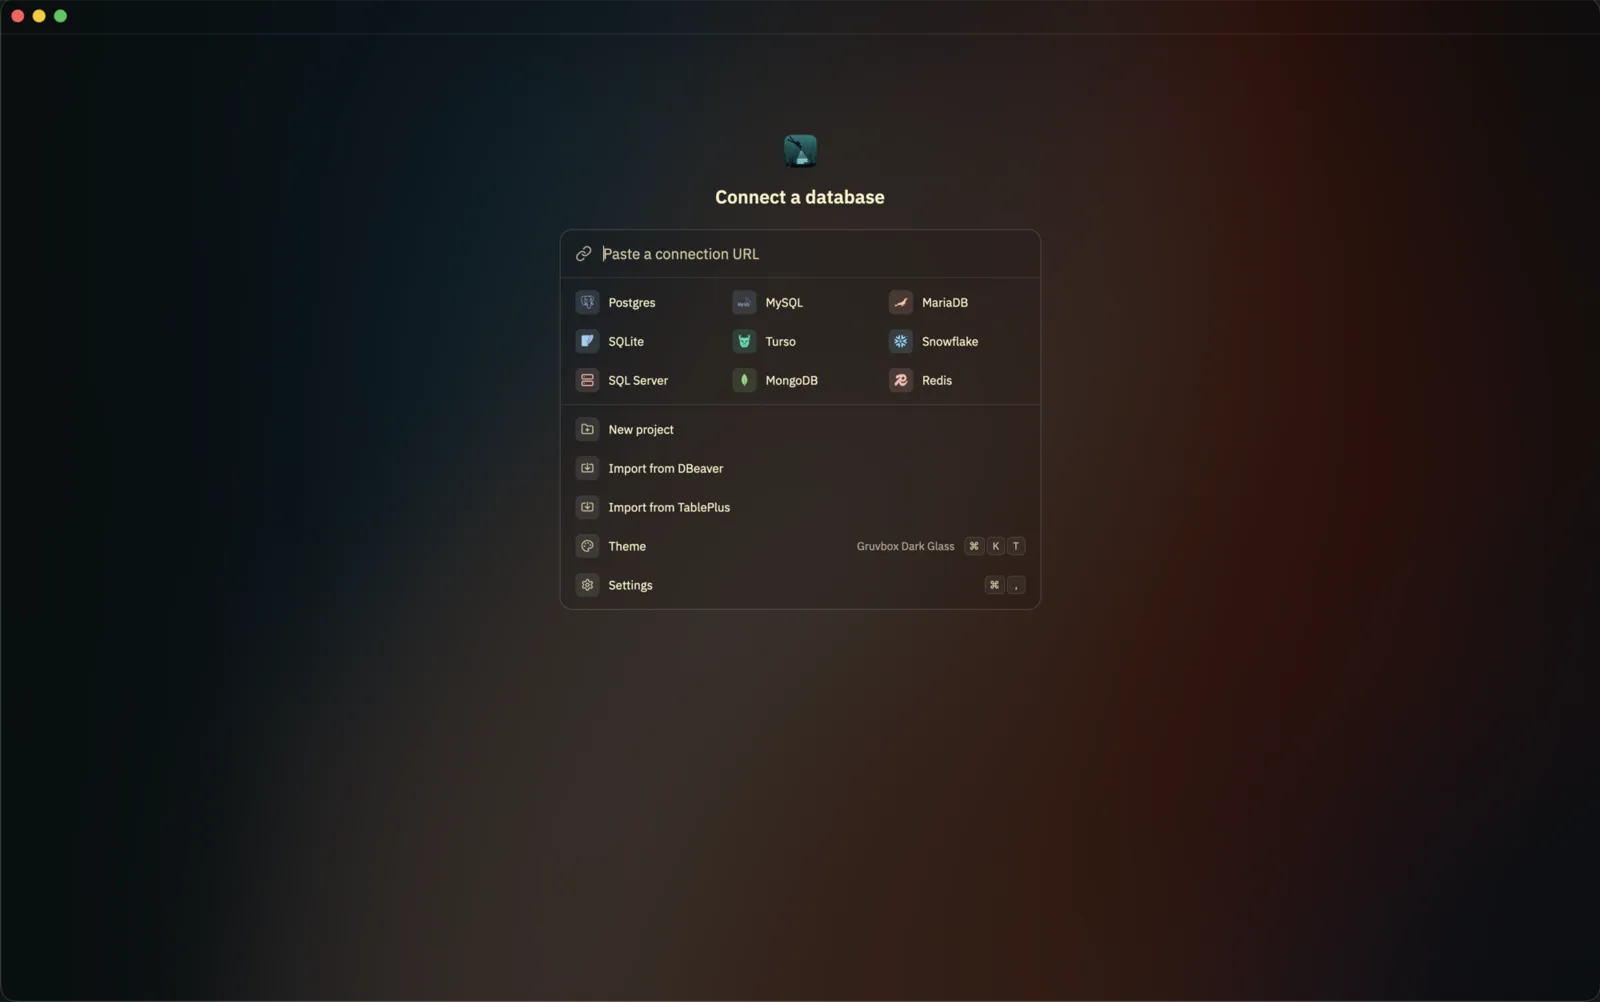 Connect a database
Paste a connection URL
Postgres
MySQL
MariaDB
SQLite
Turso
Snowflake
SQL Server
MongoDB
Redis
New project
Import from DBeaver
Import from TablePlus
Theme
Gruvbox Dark Glass ⌘ K T
Settings
⌘ ,